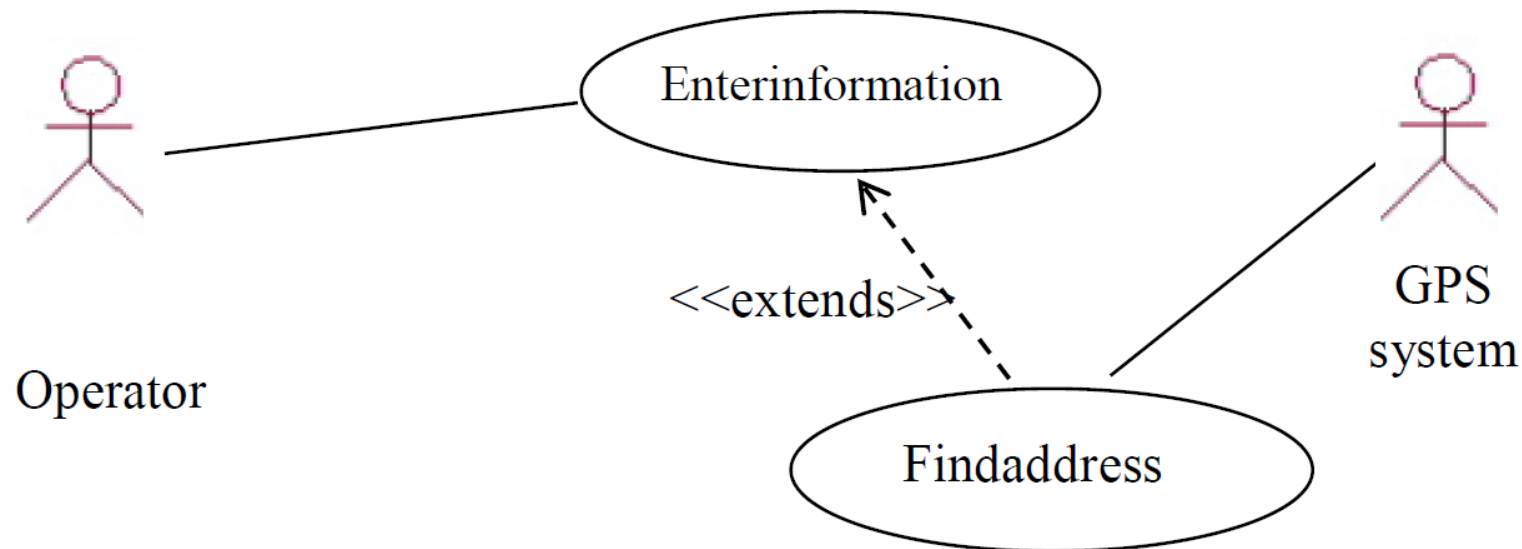 Enterinformation
<<extends>>
GPS
system
Operator
Findaddress